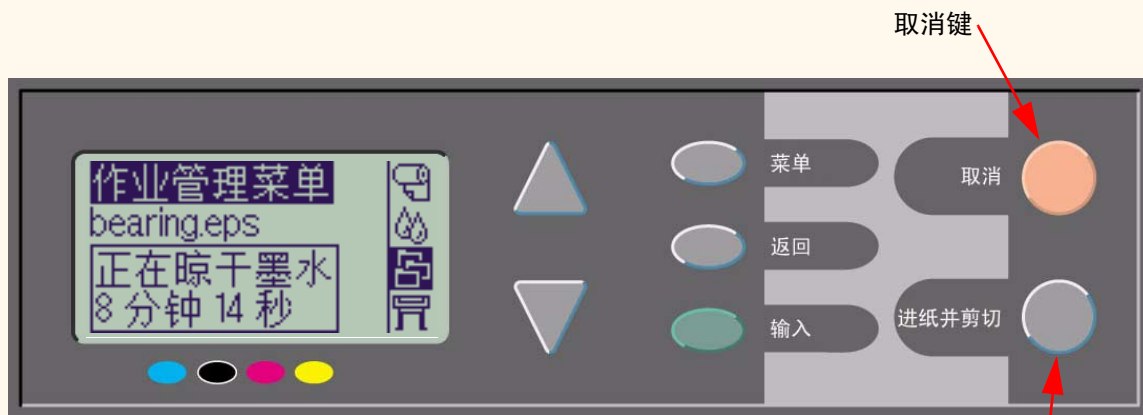 取消键
作业管理菜单
bearing.eps
正在晾干墨水
8 分钟 14 秒
菜单
返回
输入
取消
进纸并剪切